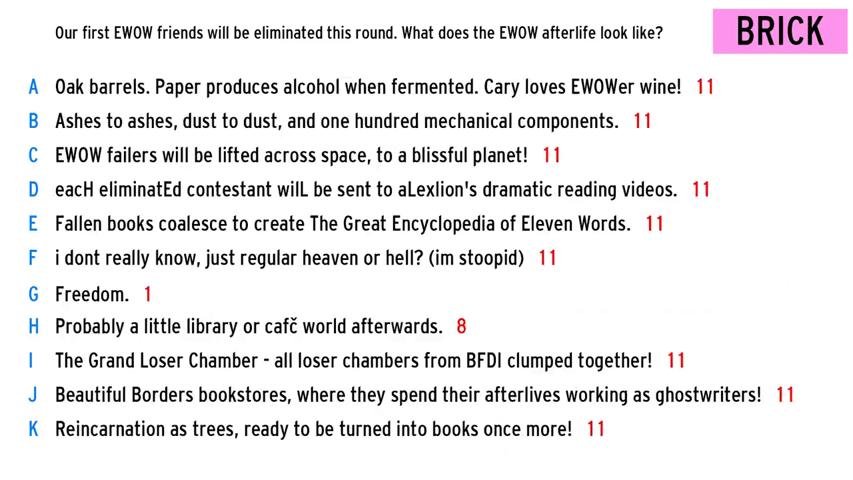 Our first EWOW friends will be eliminated this round. What does the EWOW afterlife look like?
BRICK
A Oak barrels. Paper produces alcohol when fermented. Cary loves EWOWer wine! 11
B Ashes to ashes, dust to dust, and one hundred mechanical components. 11
C EWOW failers will be lifted across space, to a blissful planet! 11
D eacH eliminatEd contestant wilL be sent to aLexlion's dramatic reading videos. 11
E Fallen books coalesce to create The Great Encyclopedia of Eleven Words. 11
F i dont really know, just regular heaven or hell? (im stoopid) 11
G Freedom. 1
H Probably a little library or cafč world afterwards. 8
I The Grand Loser Chamber - all loser chambers from BFDI clumped together! 11
J Beautiful Borders bookstores, where they spend their afterlives working as ghostwriters! 11
K Reincarnation as trees, ready to be turned into books once more! 11